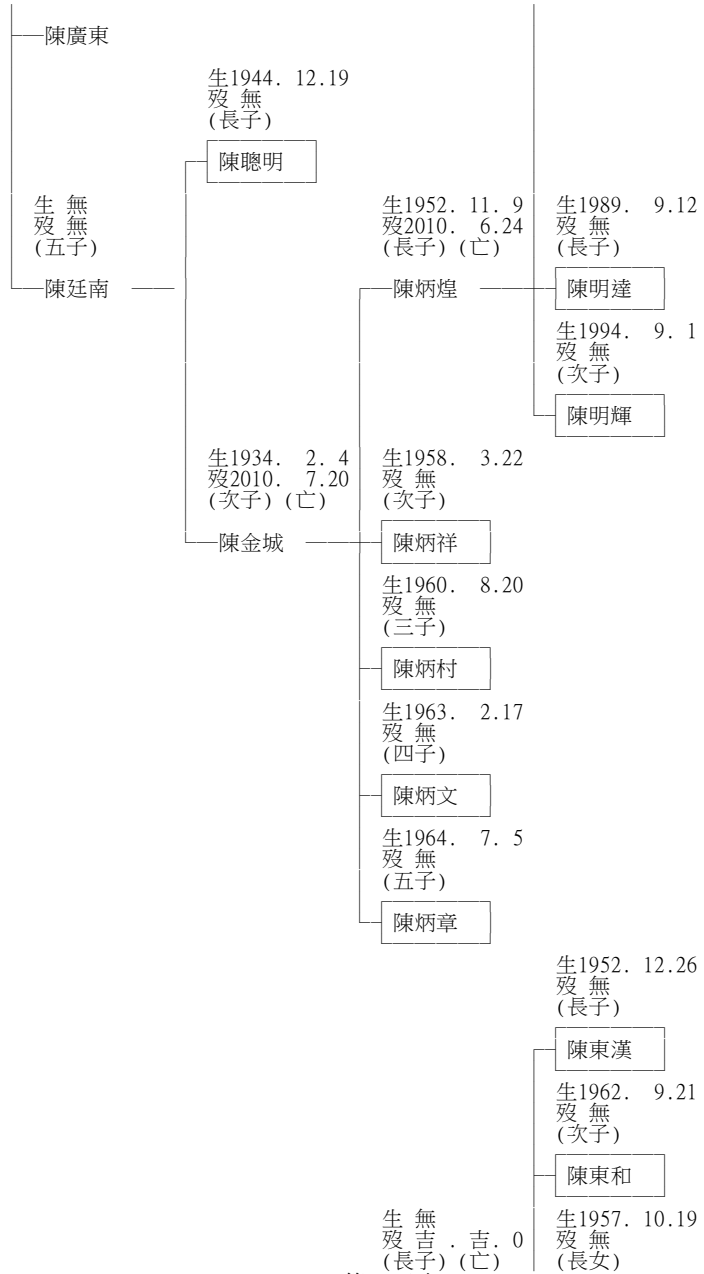 陳廣東
生1944. 12.19
歿 無
(長子)
陳聰明
生 無
歿 無
(五子)
陳廷南
生1952. 11. 9
歿2010. 6.24
(長子)(亡)
陳炳煌
生1989. 9.12
歿 無
(長子)
陳明達
生1994. 9. 1
歿 無
(次子)
陳明輝
生1934. 2. 4
歿2010. 7.20
(次子)(亡)
陳金城
生1958. 3.22
歿 無
(次子)
陳炳祥
生1960. 8.20
歿 無
(三子)
陳炳村
生1963. 2.17
歿 無
(四子)
陳炳文
生1964. 7. 5
歿 無
(五子)
陳炳章
生1952. 12.26
歿 無
(長子)
陳東漢
生1962. 9.21
歿 無
(次子)
陳東和
生 無
歿 吉 . 吉. 0
(長子)(亡)
生1957. 10.19
歿 無
(長女)